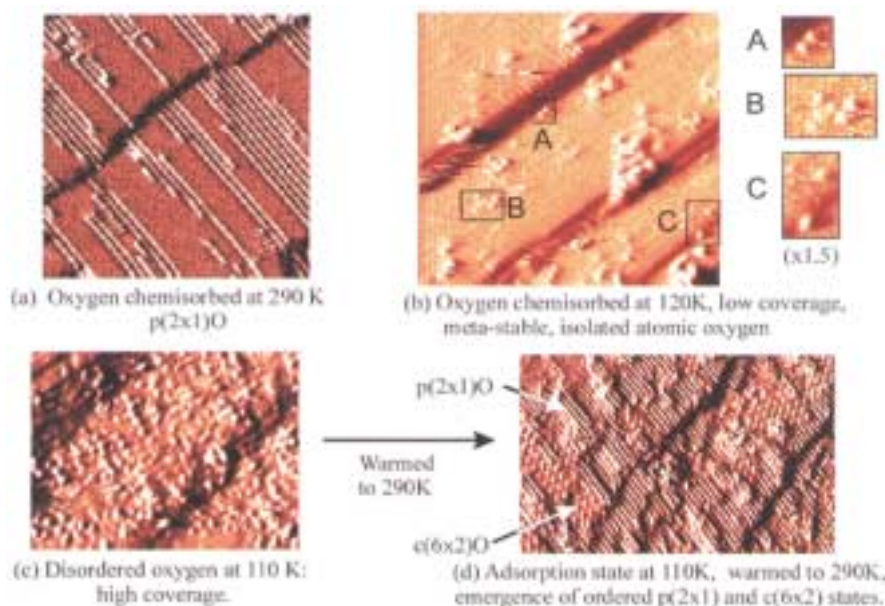 (a) Oxygen chemisorbed at 290 K
p(2x1)O
A
B
C
A
B
C
(x1.5)
(b) Oxygen chemisorbed at 120K, low coverage,
meta-stable, isolated atomic oxygen
(c) Disordered oxygen at 110 K:
high coverage.
Warmed
to 290K
p(2x1)O
c(6x2)O
(d) Adsorption state at 110K, warmed to 290K,
emergence of ordered p(2x1) and c(6x2) states.